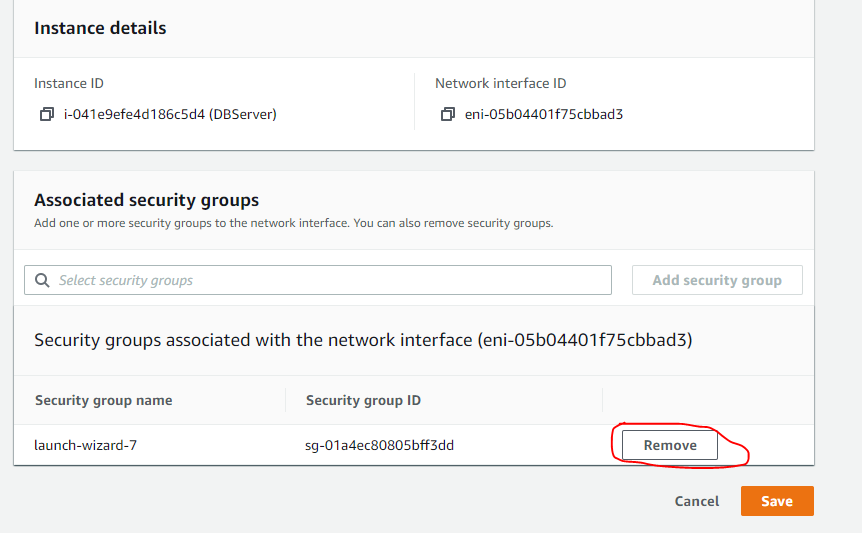 Instance details
Instance ID
Network interface ID
i-041e9efe4d186c5d4 (DBServer)
eni-05b04401f75cbbad3
Associated security groups
Add one or more security groups to the network interface. You can also remove security groups.
Select security groups
Add security group
Security groups associated with the network interface (eni-05b04401f75cbbad3)
Security group name
Security group ID
launch-wizard-7
sg-01a4ec80805bff3dd
Remove
Cancel
Save